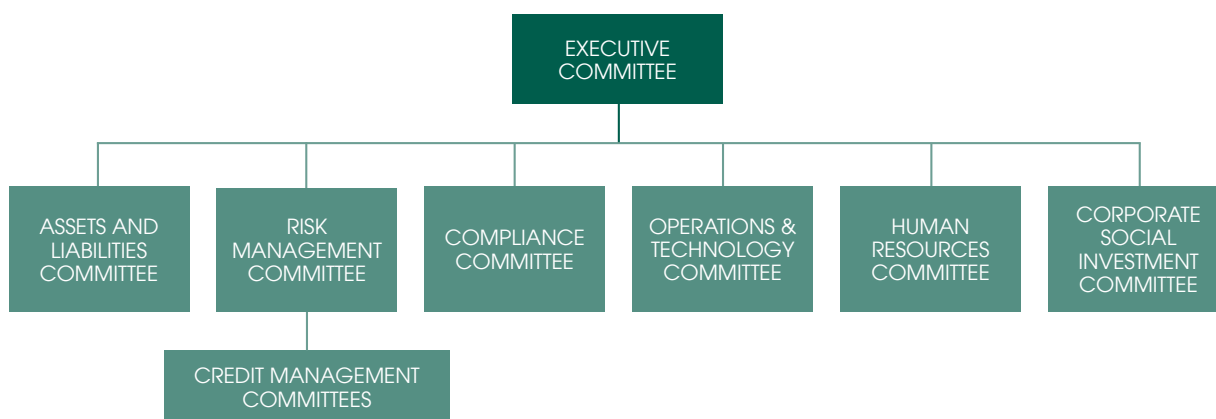 EXECUTIVE
COMMITTEE
ASSETS AND
LIABILITIES
COMMITTEE
RISK
MANAGEMENT
COMMITTEE
COMPLIANCE
COMMITTEE
OPERATIONS &
TECHNOLOGY
COMMITTEE
HUMAN
RESOURCES
COMMITTEE
CORPORATE
SOCIAL
INVESTMENT
COMMITTEE
CREDIT MANAGEMENT
COMMITTEES